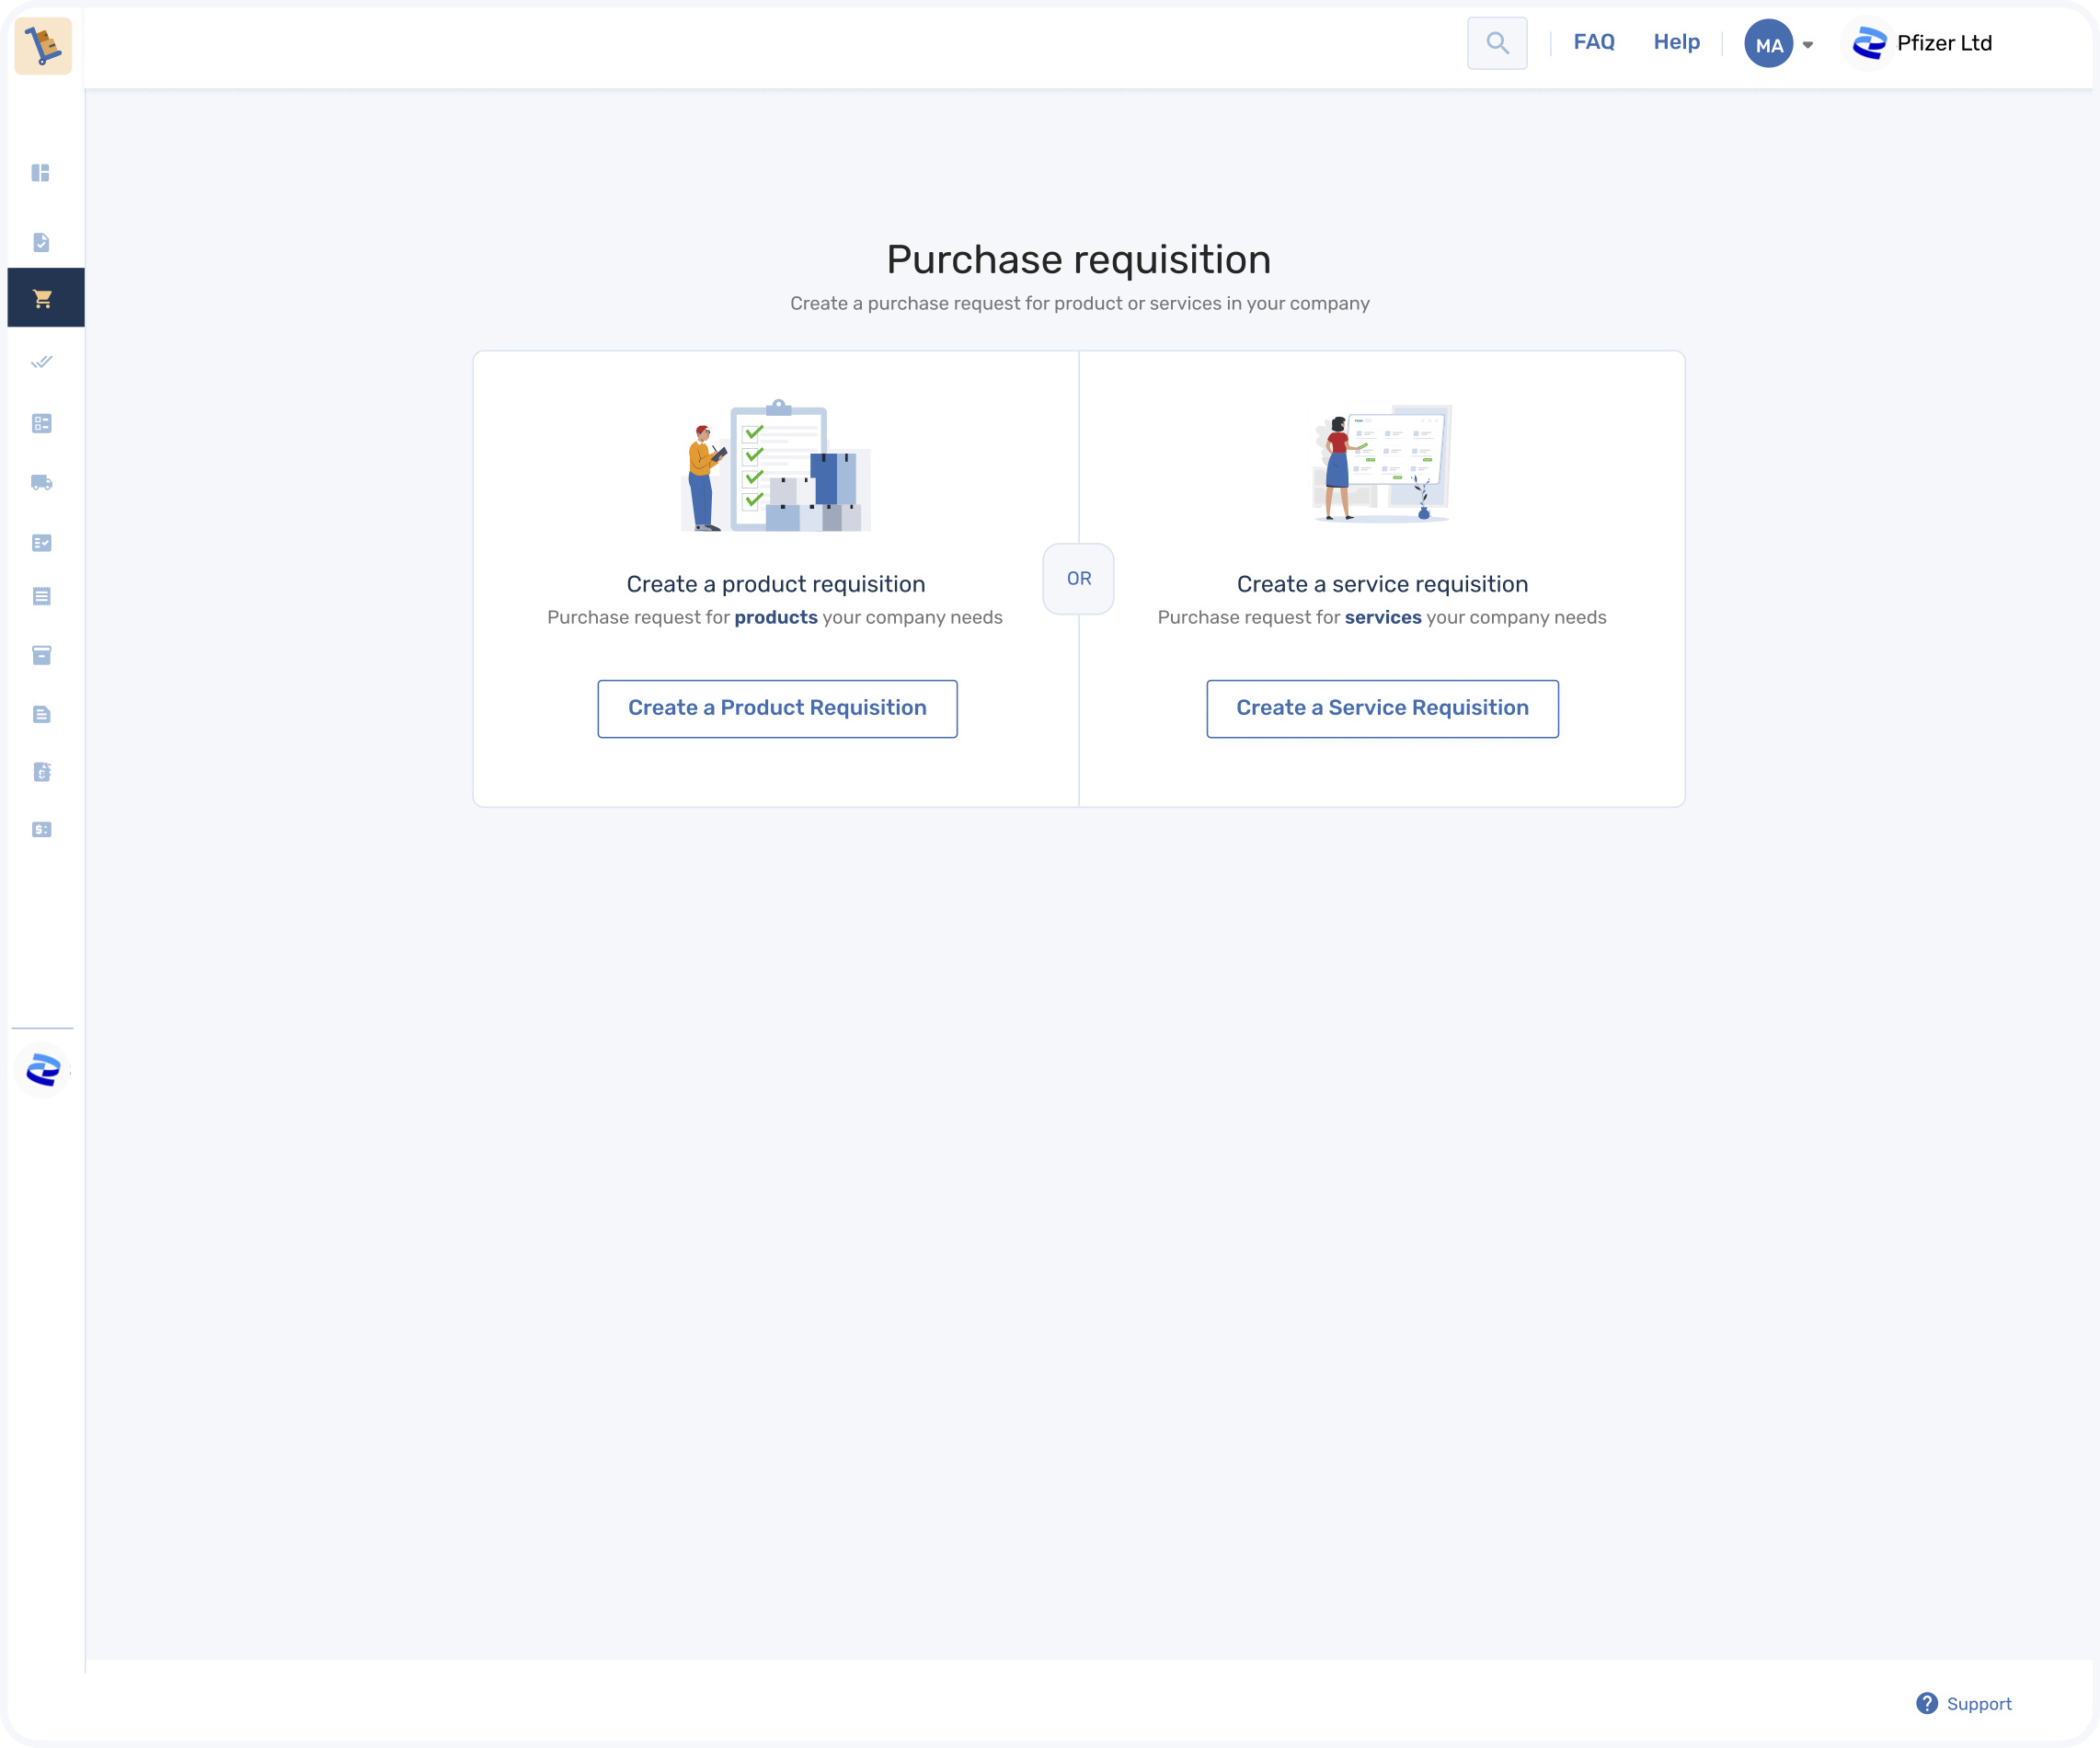 FAQ
Help
MA
Pfizer Ltd
Purchase requisition
Create a purchase request for product or services in your company
Create a product requisition
Purchase request for products your company needs
Create a Product Requisition
OR
Create a service requisition
Purchase request for services your company needs
Create a Service Requisition
Support